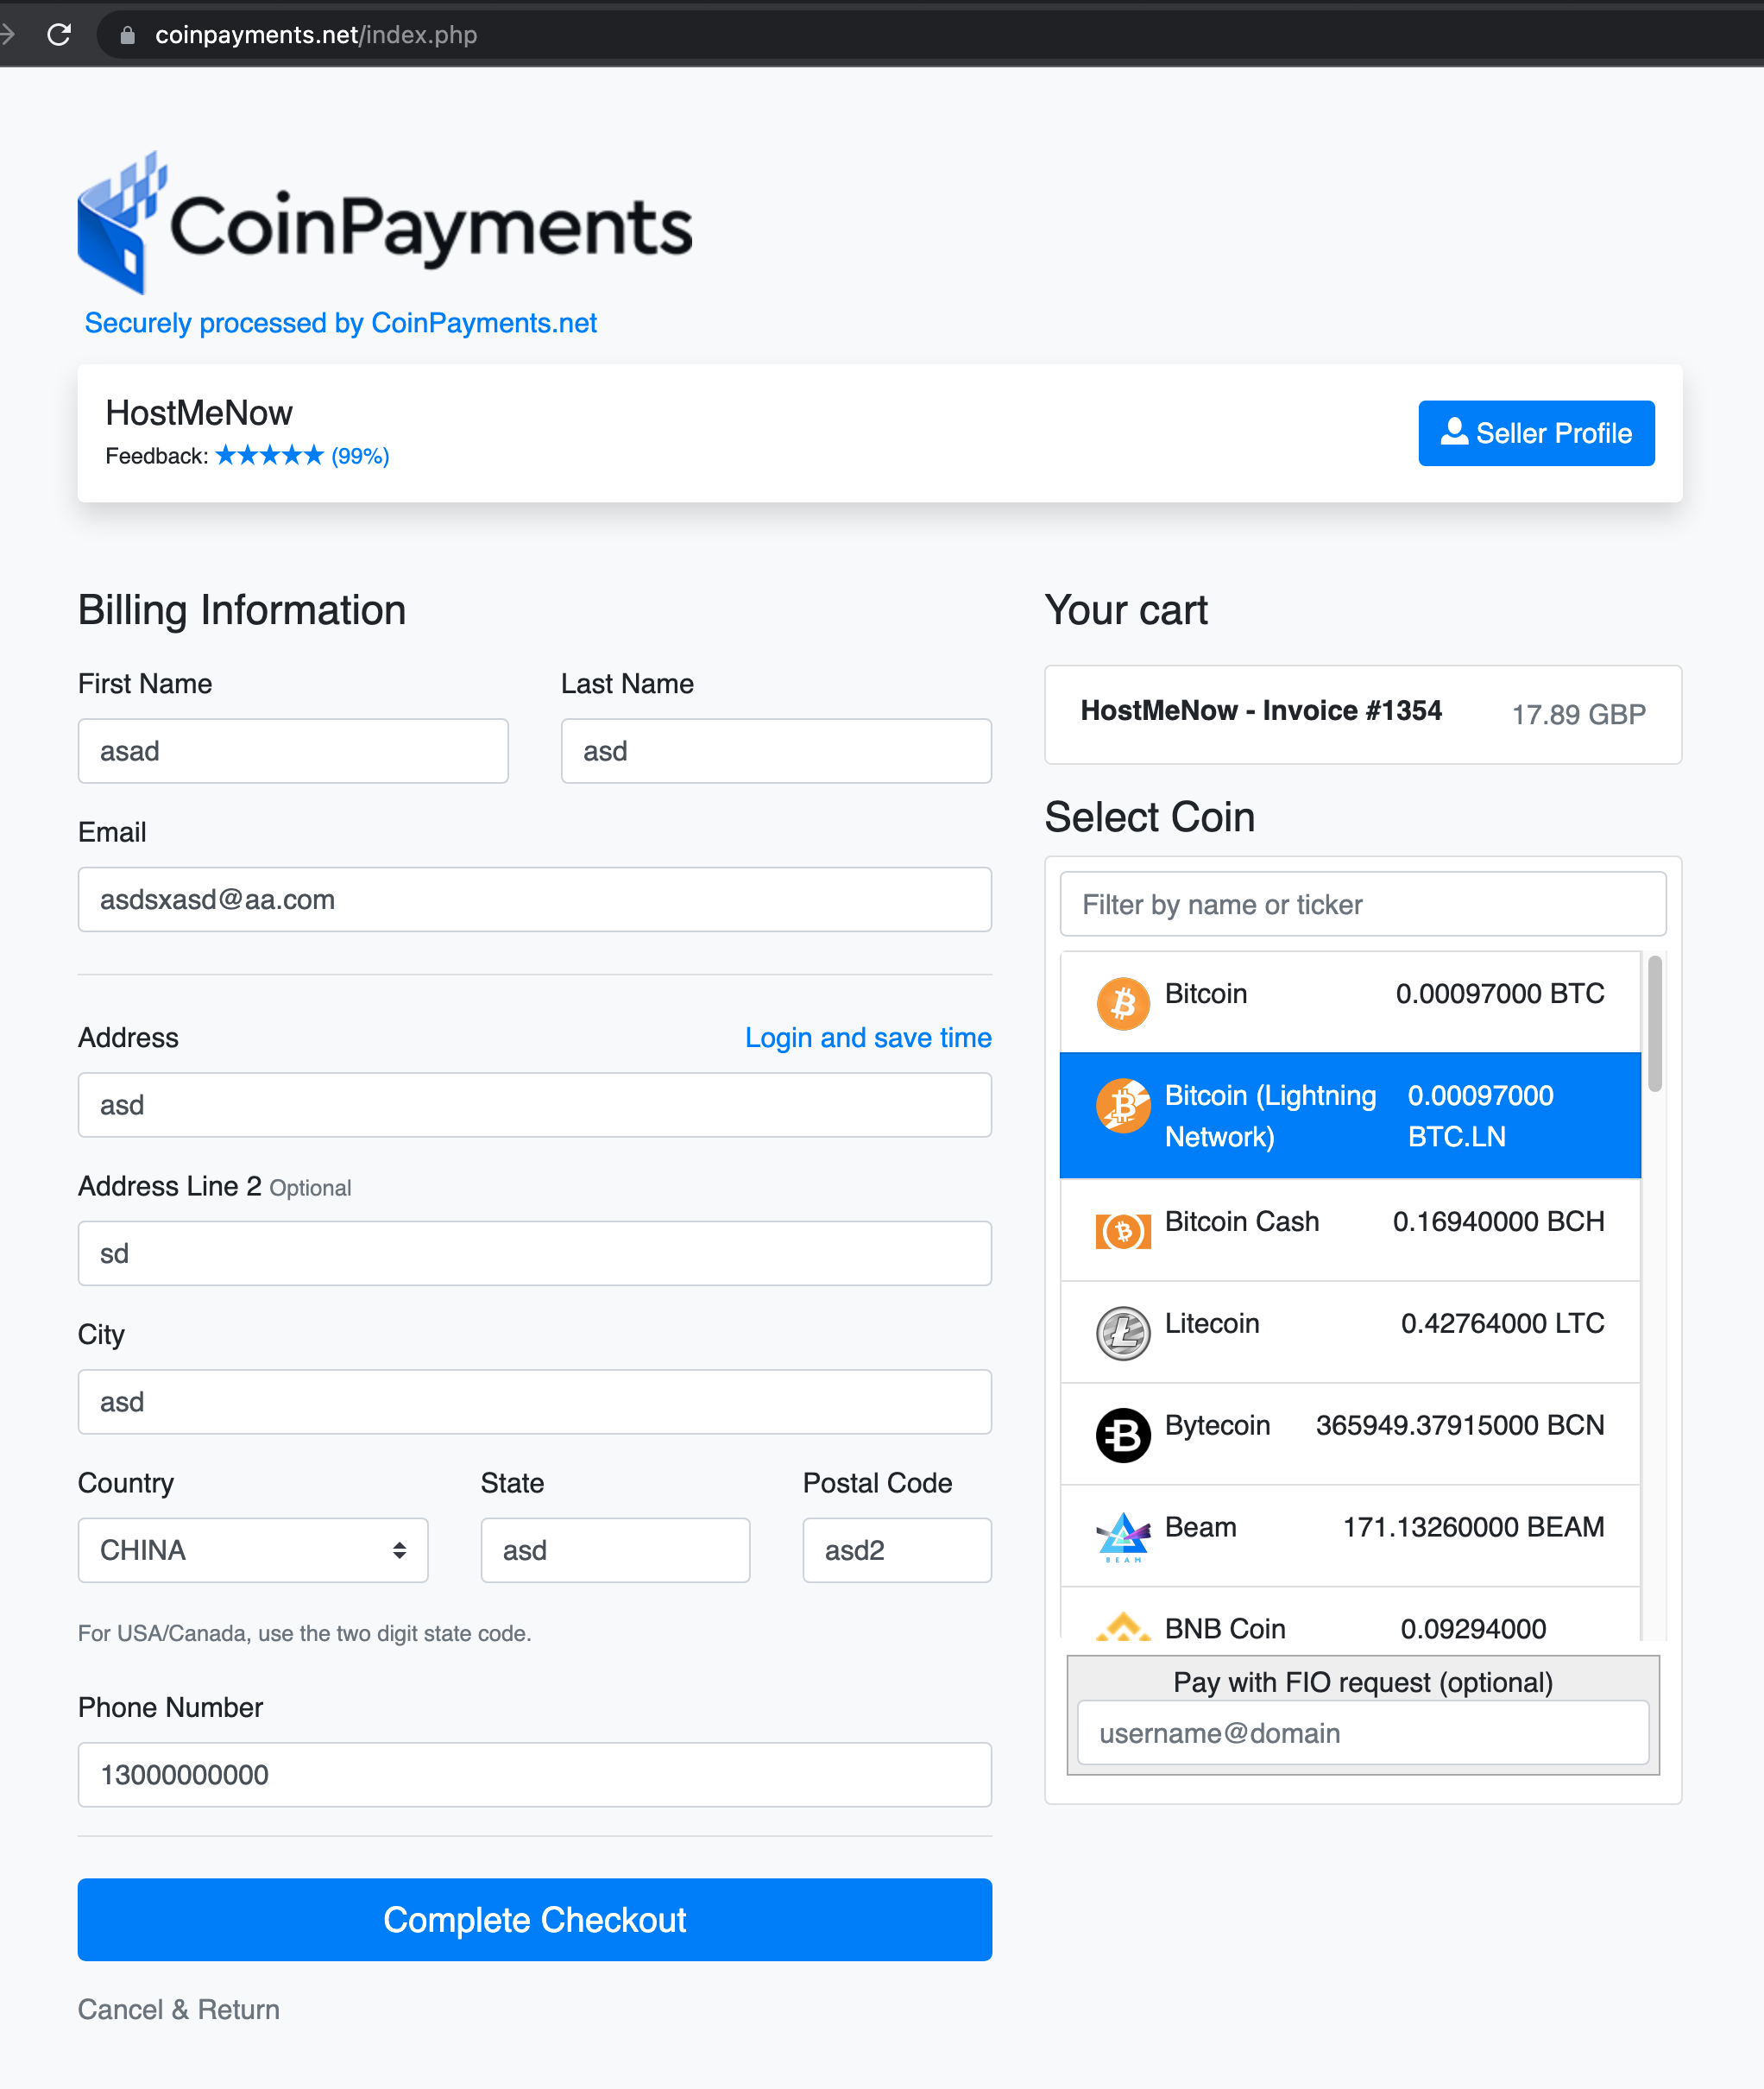 coinpayments.net/index.php
CoinPayments
Securely processed by CoinPayments.net
HostMeNow
Feedback: ★★★★★ (99%)
Seller Profile
Billing Information
First Name
Last Name
asad
asd
Email
asdsxasd@aa.com
Address
Login and save time
asd
Address Line 2 Optional
sd
City
asd
Country
State
Postal Code
CHINA
asd
asd2
For USA/Canada, use the two digit state code.
Phone Number
13000000000
Complete Checkout
Cancel & Return
Your cart
HostMeNow - Invoice #1354
17.89 GBP
Select Coin
Filter by name or ticker
Bitcoin
0.00097000 BTC
Bitcoin (Lightning
Network)
0.00097000
BTC.LN
Bitcoin Cash
0.16940000 BCH
Litecoin
0.42764000 LTC
Bytecoin
365949.37915000 BCN
Beam
171.13260000 BEAM
BEAM
BNB Coin
0.09294000
Pay with FIO request (optional)
username@domain